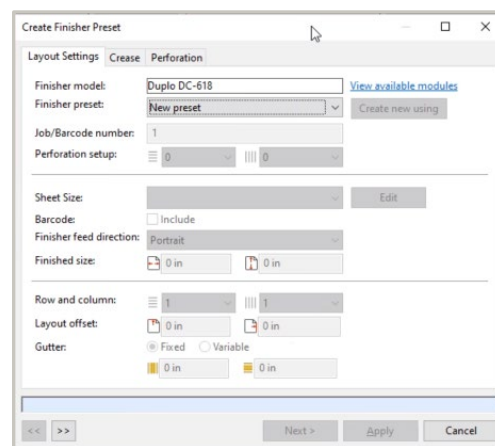 Create Finisher Preset
Layout Settings Crease Perforation
Finisher model: Duplo DC-618 View available modules
Finisher preset: New preset Create new using
Job/Barcode number: 1
Perforation setup: 0 0
Sheet Size: Edit
Barcode: Include
Finisher feed direction: Portrait
Finished size: 0 in 0 in
Row and column: 1 1
Layout offset: 0 in 0 in
Gutter: Fixed Variable
0 in 0 in
<< >> Next > Apply Cancel